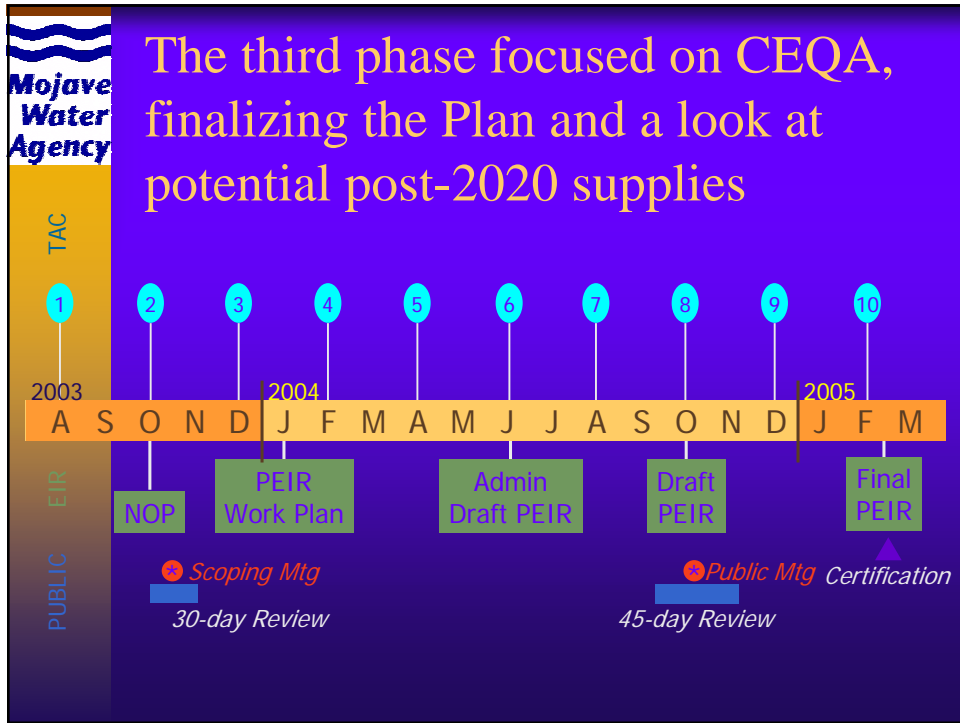 Mojave
Water
Agency
The third phase focused on CEQA,
finalizing the Plan and a look at
potential post-2020 supplies
TAC
1 2 3 4 5 6 7 8 9 10
2003 2004 2005
A S O N D J F M A M J J A S O N D J F M
EIR
NOP
PEIR
Work Plan
Admin
Draft PEIR
Draft
PEIR
Final
PEIR
PUBLIC
* Scoping Mtg
30-day Review
*Public Mtg
45-day Review
Certification